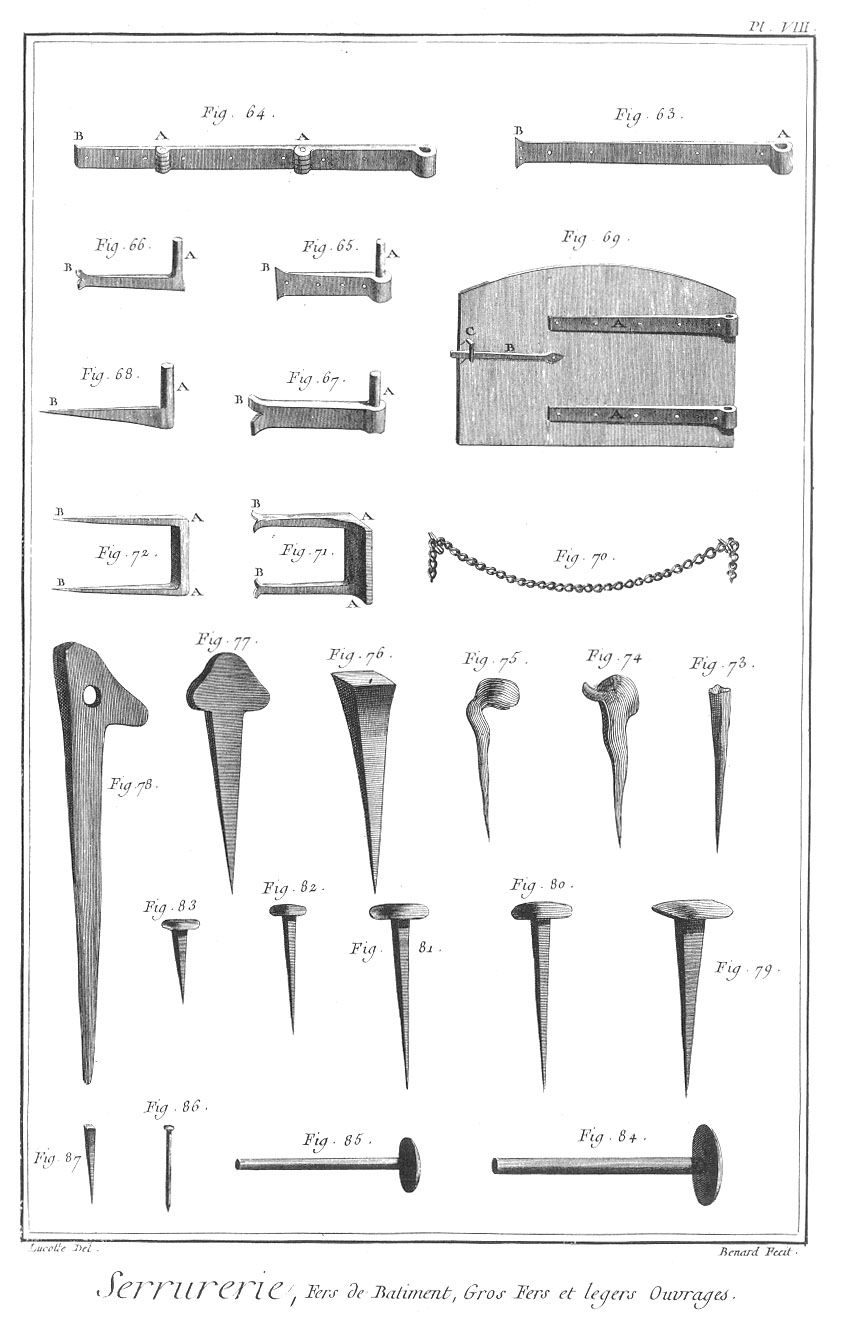 Pl. VIII
Fig. 64.
Fig. 63.
B A A
B A
Fig. 66.
Fig. 65.
Fig. 69.
B A
B A
A
C
B
Fig. 68.
Fig. 67.
B A
B A
A
B A
B A
Fig. 72.
Fig. 71.
Fig. 70.
B A
B
A
Fig. 77.
Fig. 76.
Fig. 75.
Fig. 74
Fig. 73.
Fig. 78.
Fig. 83
Fig. 82.
Fig. 81.
Fig. 80.
Fig. 79.
Fig. 86.
Fig. 87
Fig. 85.
Fig. 84.
Lucotte Del.
Benard Fecit.
Serrurerie, Fers de Batiment, Gros Fers et legers Ouvrages.